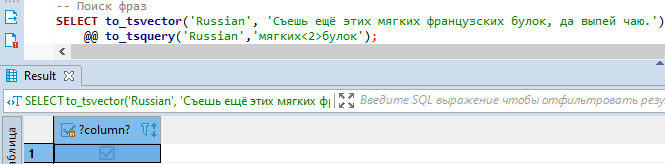 -- Поиск фраз
SELECT to_tsvector('Russian', 'Съешь ещё этих мягких французских булок, да выпей чаю.')
@@ to_tsquery('Russian','мягких<2>булок');
Result
SELECT to_tsvector('Russian', 'Съешь ещё этих мягких
Введите SQL выражение чтобы отфильтровать
аблица
?column?
1